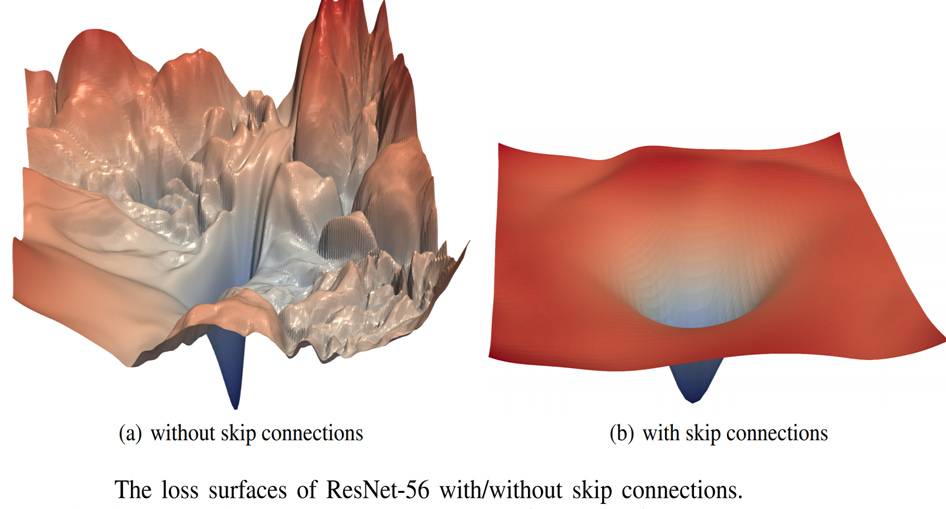 (a) without skip connections
(b) with skip connections
The loss surfaces of ResNet-56 with/without skip connections.